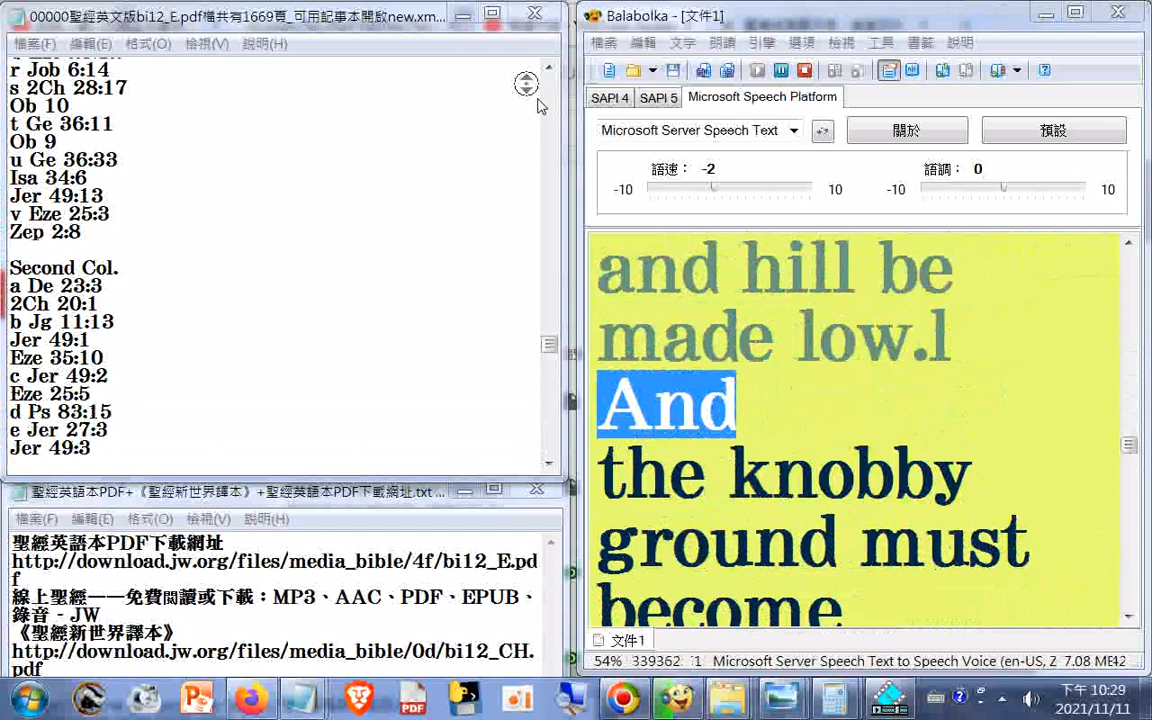 00000聖經英文版bi12_E.pdf檔共有1669頁_可用記事本開啟new.xm...
檔案(F) 編輯(E) 格式(O) 檢視(V) 說明(H)
r Job 6:14
s 2Ch 28:17
Ob 10
t Ge 36:11
Ob 9
u Ge 36:33
Isa 34:6
Jer 49:13
v Eze 25:3
Zep 2:8
Second Col.
a De 23:3
2Ch 20:1
b Jg 11:13
Jer 49:1
Eze 35:10
c Jer 49:2
Eze 25:5
d Ps 83:15
e Jer 27:3
Jer 49:3
聖經英語本PDF+《聖經新世界譯本》+聖經英語本PDF下載網址.txt ...
檔案(F) 編輯(E) 格式(O) 檢視(V) 說明(H)
聖經英語本PDF下載網址
http://download.jw.org/files/media_bible/4f/bi12_E.pd
f
線上聖經——免費閱讀或下載：MP3、AAC、PDF、EPUB、
錄音 - JW
《聖經新世界譯本》
http://download.jw.org/files/media_bible/0d/bi12_CH.
pdf
Balabolka - [文件1]
檔案 編輯 文字 朗讀 引擎 選項 檢視 工具 書籤 說明
SAPI 4 SAPI 5 Microsoft Speech Platform
Microsoft Server Speech Text 關於 預設
語速： -2 語調： 0
-10 10 -10 10
and hill be
made low.l
And
the knobby
ground must
become
文件1
54% 339362 Microsoft Server Speech Text to Speech Voice (en-US, Z 7.08 ME
下午 10:29
2021/11/11